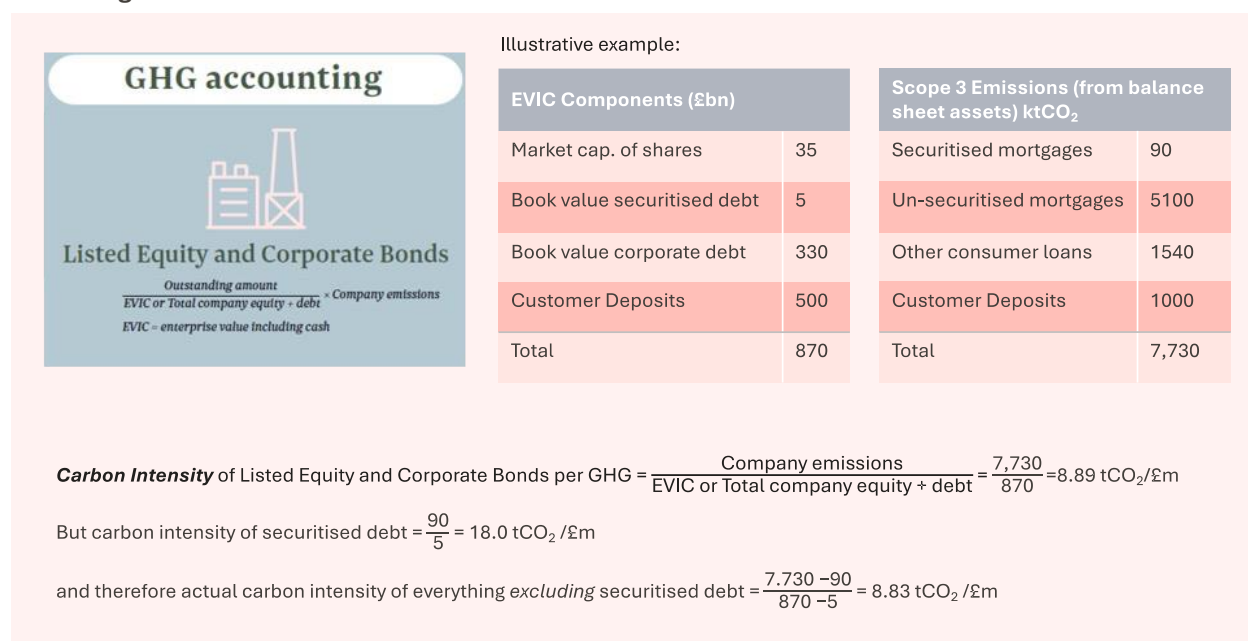 GHG accounting
Listed Equity and Corporate Bonds
Outstanding amount
EVIC or Total company equity ÷ debt
× Company emissions
EVIC = enterprise value including cash
Illustrative example:
EVIC Components (£bn)
Market cap. of shares 35
Book value securitised debt 5
Book value corporate debt 330
Customer Deposits 500
Total 870
Scope 3 Emissions (from balance
sheet assets) ktCO₂
Securitised mortgages 90
Un-securitised mortgages 5100
Other consumer loans 1540
Customer Deposits 1000
Total 7,730
Carbon Intensity of Listed Equity and Corporate Bonds per GHG = Company emissions / EVIC or Total company equity ÷ debt = 7,730 / 870 =8.89 tCO₂/£m
But carbon intensity of securitised debt = 90 / 5 = 18.0 tCO₂ /£m
and therefore actual carbon intensity of everything excluding securitised debt = 7.730 –90 / 870 –5 = 8.83 tCO₂ /£m